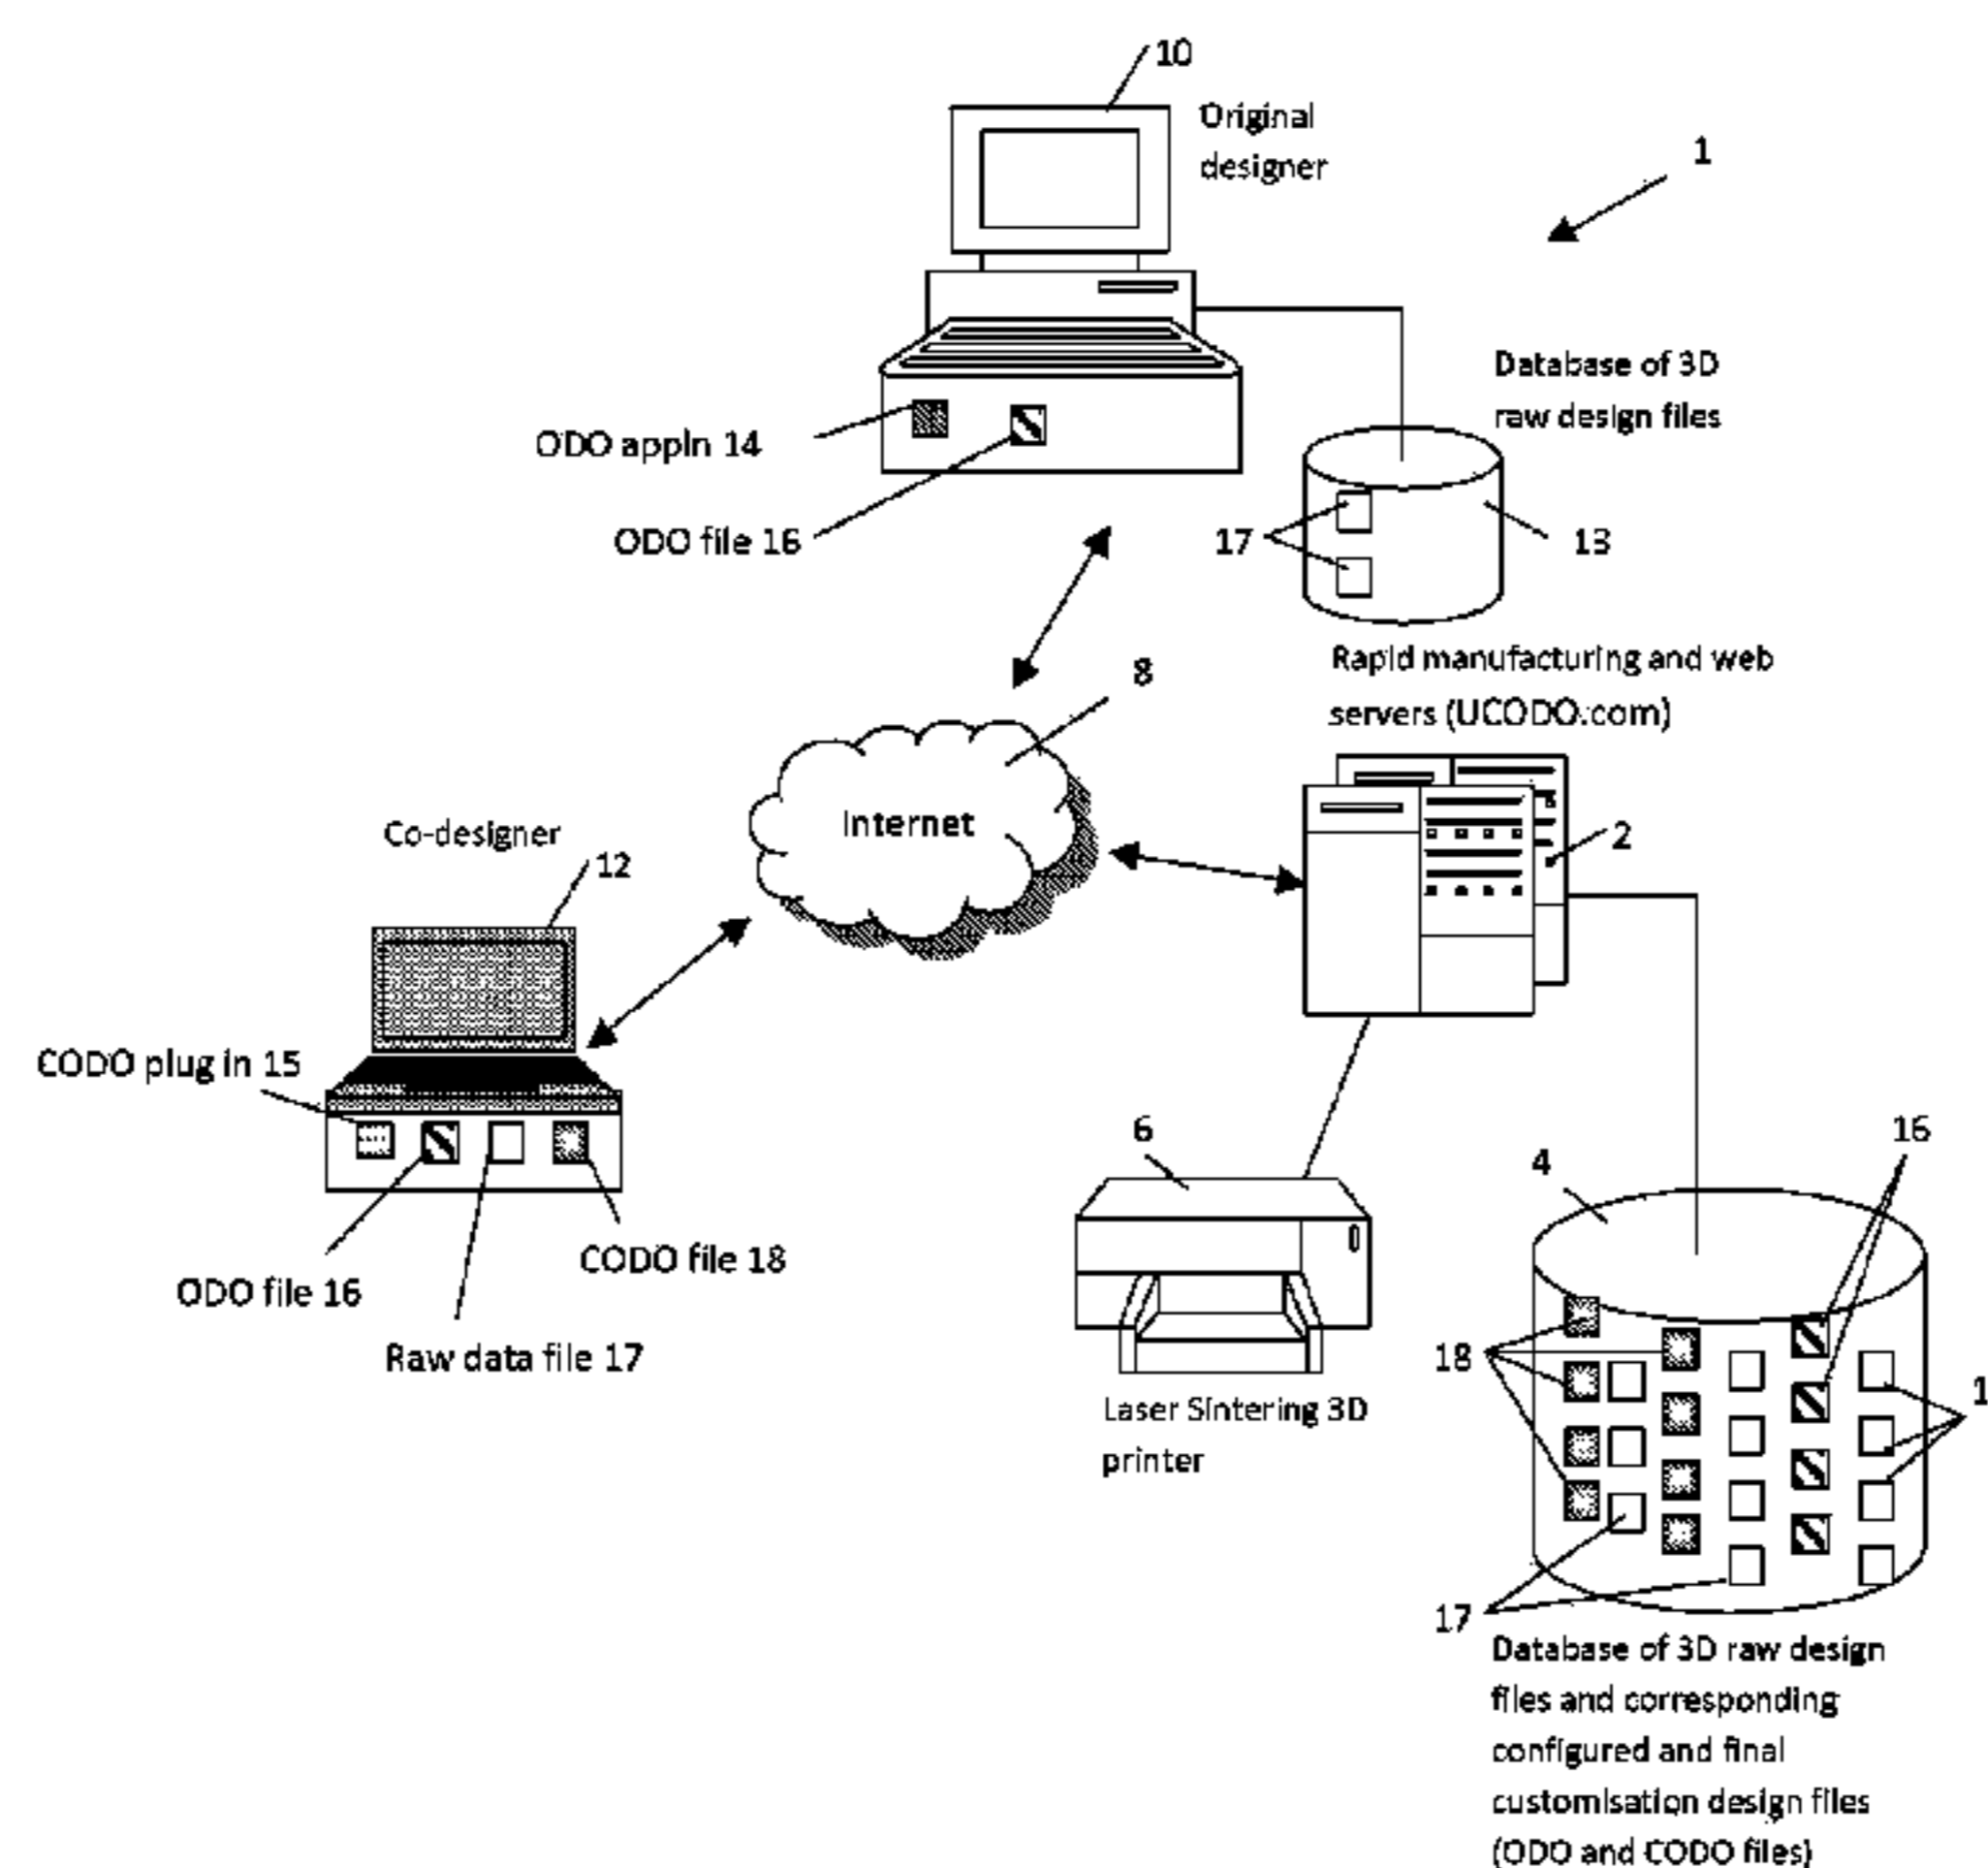 10
Original
designer
1
Database of 3D
raw design files
ODO appln 14
ODO file 16
17
13
Rapid manufacturing and web
servers (UCODO.com)
8
Internet
2
Co-designer
12
CODO plug in 15
ODO file 16
CODO file 18
Raw data file 17
6
Laser Sintering 3D
printer
4
16
18
1
17
Database of 3D raw design
files and corresponding
configured and final
customisation design files
(ODO and CODO files)